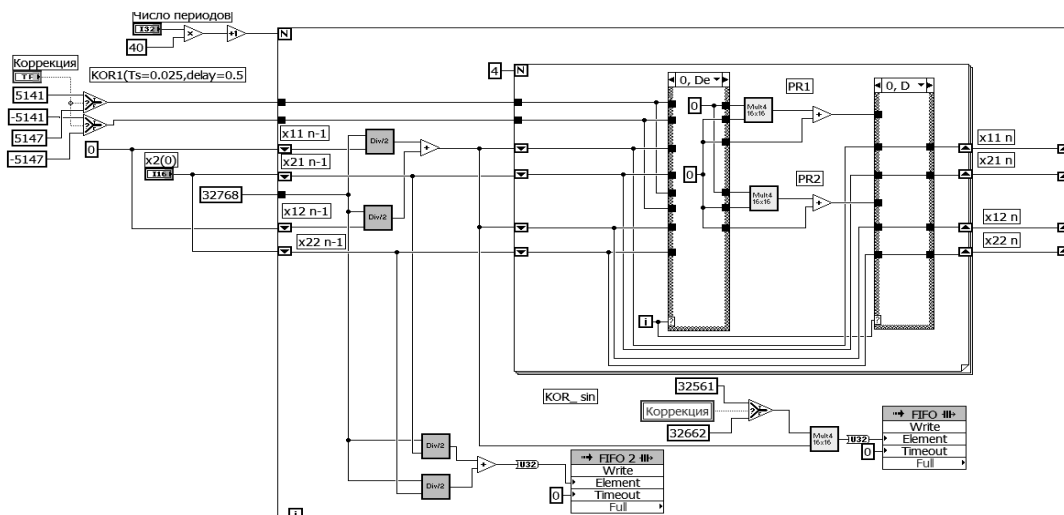 Число периодов
I32
x
+1
N
40
Коррекция
TF
KOR1(Ts=0.025,delay=0.5
4
N
5141
-5141
5147
-5147
0
x2(0)
I16
32768
x11 n-1
x21 n-1
x12 n-1
x22 n-1
Div/2
Div/2
+
0, De
0
0
Mult4
16x16
PR1
+
Mult4
16x16
PR2
+
0, D
i
x11 n
x21 n
x12 n
x22 n
KOR_ sin
32561
Коррекция
32662
Mult4
16x16
U32
0
FIFO
Write
Element
Timeout
Full
Div/2
Div/2
+
U32
0
FIFO 2
Write
Element
Timeout
Full
i